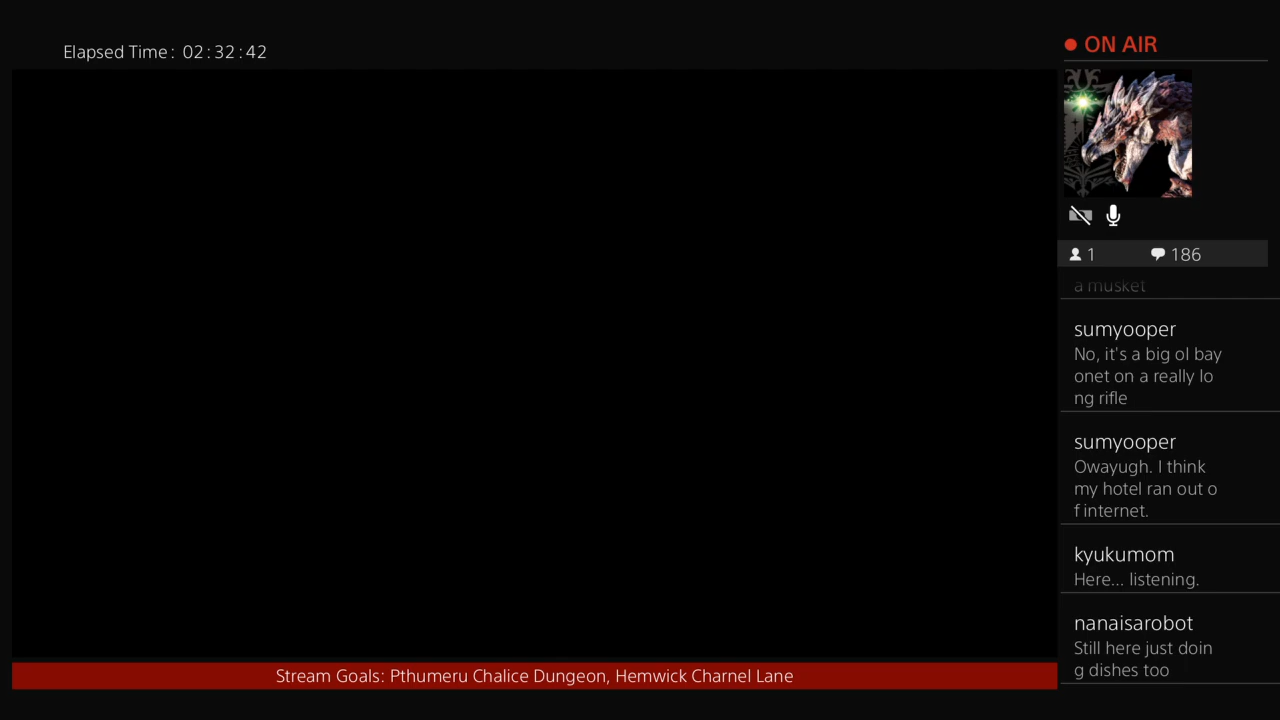 Elapsed Time: 02:32:42
ON AIR
1
186
a musket
sumyooper
No, it's a big ol bay
onet on a really lo
ng rifle
sumyooper
Owayugh. I think
my hotel ran out o
f internet.
kyukumom
Here... listening.
nanaisarobot
Still here just doin
g dishes too
Stream Goals: Pthumeru Chalice Dungeon, Hemwick Charnel Lane